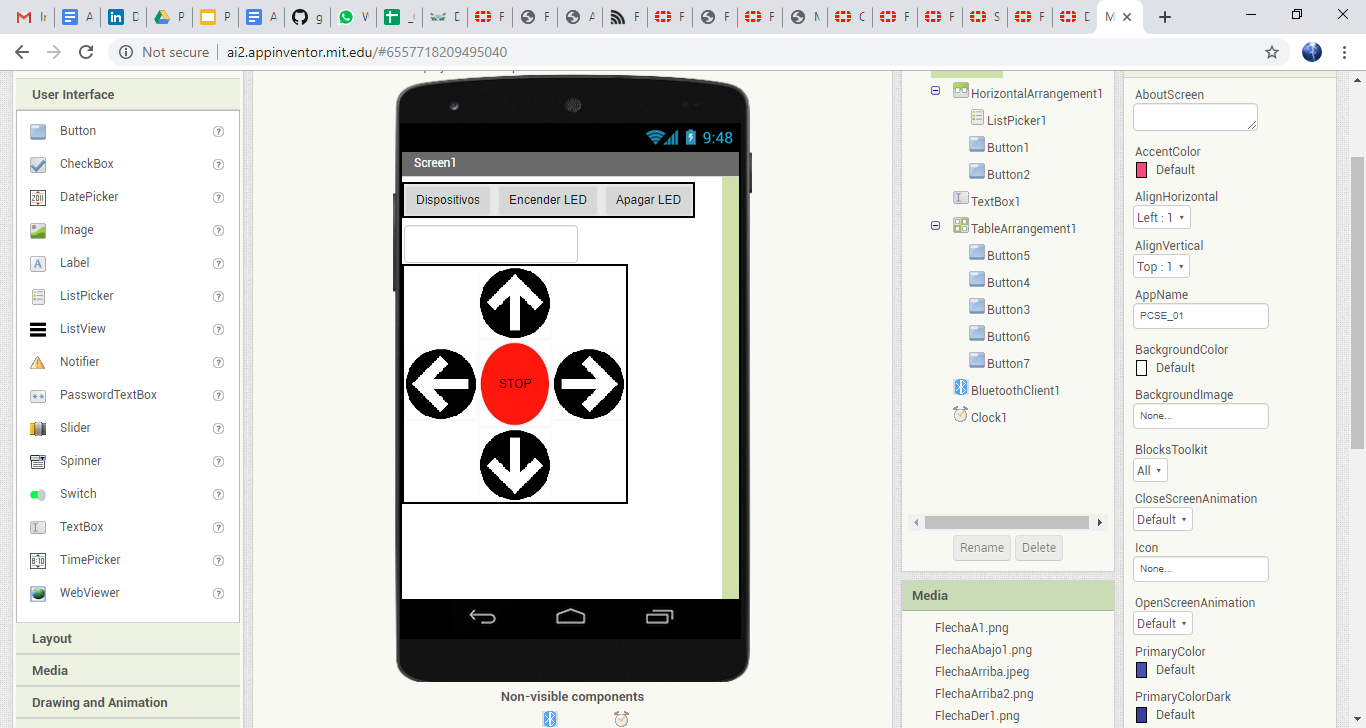 Not secure
ai2.appinventor.mit.edu/#6557718209495040
User Interface
Button
?
CheckBox
?
DatePicker
?
Image
?
Label
?
ListPicker
?
ListView
?
Notifier
?
PasswordTextBox
?
Slider
?
Spinner
?
Switch
?
TextBox
?
TimePicker
?
WebViewer
?
Layout
Media
Drawing and Animation
9:48
Screen1
Dispositivos
Encender LED
Apagar LED
STOP
Non-visible components
HorizontalArrangement1
ListPicker1
Button1
Button2
TextBox1
TableArrangement1
Button5
Button4
Button3
Button6
Button7
BluetoothClient1
Clock1
Rename
Delete
Media
FlechaA1.png
FlechaAbajo1.png
FlechaArriba.jpeg
FlechaArriba2.png
FlechaDer1.png
AboutScreen
AccentColor
Default
AlignHorizontal
Left : 1
AlignVertical
Top : 1
AppName
PCSE_01
BackgroundColor
Default
BackgroundImage
None...
BlocksToolkit
All
CloseScreenAnimation
Default
Icon
None...
OpenScreenAnimation
Default
PrimaryColor
Default
PrimaryColorDark
Default